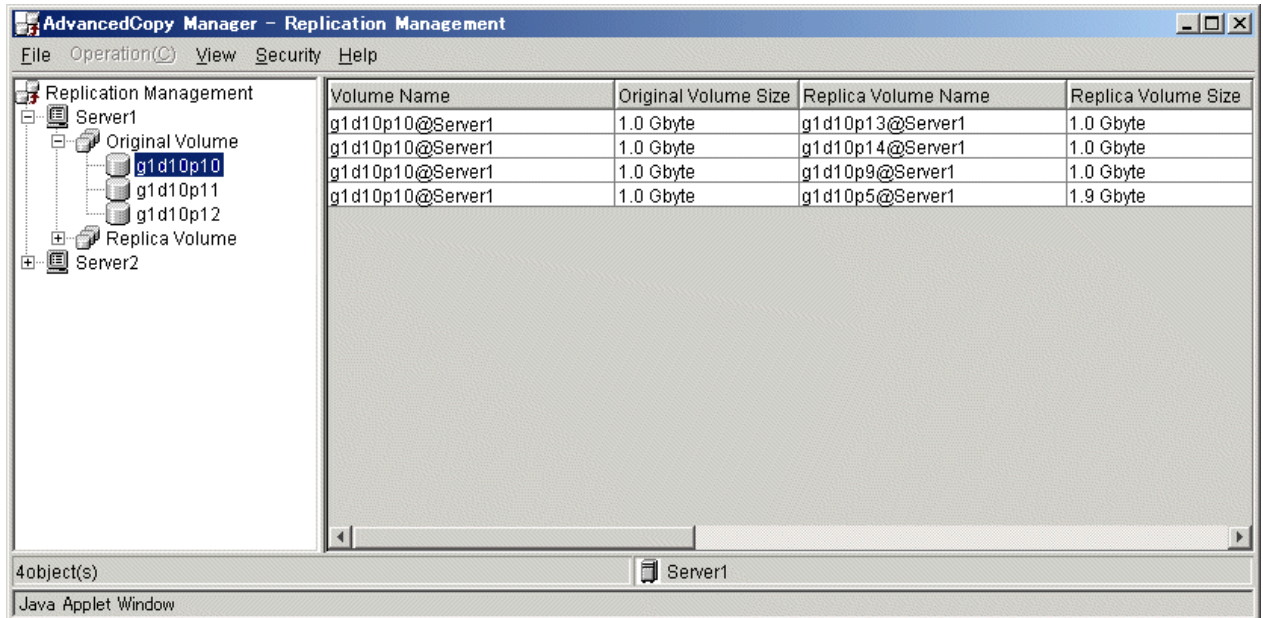 AdvancedCopy Manager - Replication Management
File Operation(C) View Security Help
Replication Management
Server1
Original Volume
g1d10p10
g1d10p11
g1d10p12
Replica Volume
Server2
Volume Name Original Volume Size Replica Volume Name Replica Volume Size
g1d10p10@Server1 1.0 Gbyte g1d10p13@Server1 1.0 Gbyte
g1d10p10@Server1 1.0 Gbyte g1d10p14@Server1 1.0 Gbyte
g1d10p10@Server1 1.0 Gbyte g1d10p9@Server1 1.0 Gbyte
g1d10p10@Server1 1.0 Gbyte g1d10p5@Server1 1.9 Gbyte
4object(s) Server1
Java Applet Window